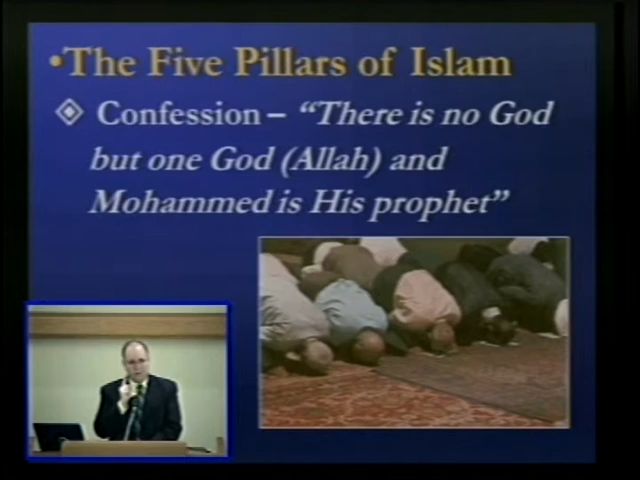 •The Five Pillars of Islam
Confession – “There is no God
but one God (Allah) and
Mohammed is His prophet”